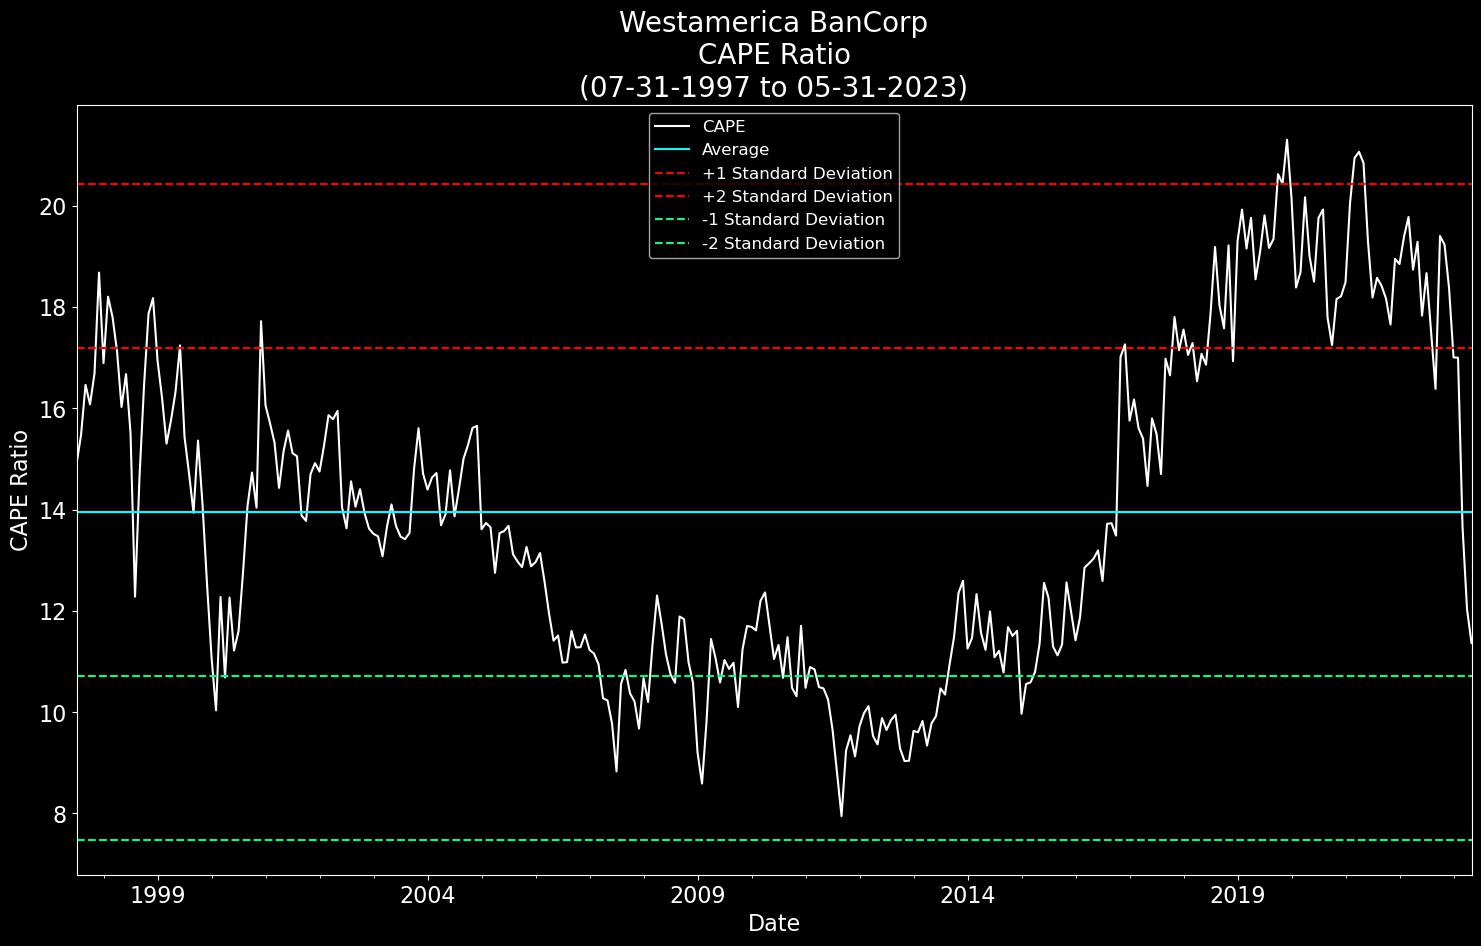 Westamerica BanCorp
CAPE Ratio
(07-31-1997 to 05-31-2023)
CAPE
Average
+1 Standard Deviation
+2 Standard Deviation
-1 Standard Deviation
-2 Standard Deviation
CAPE Ratio
20
18
16
14
12
10
8
1999 2004 2009 2014 2019
Date